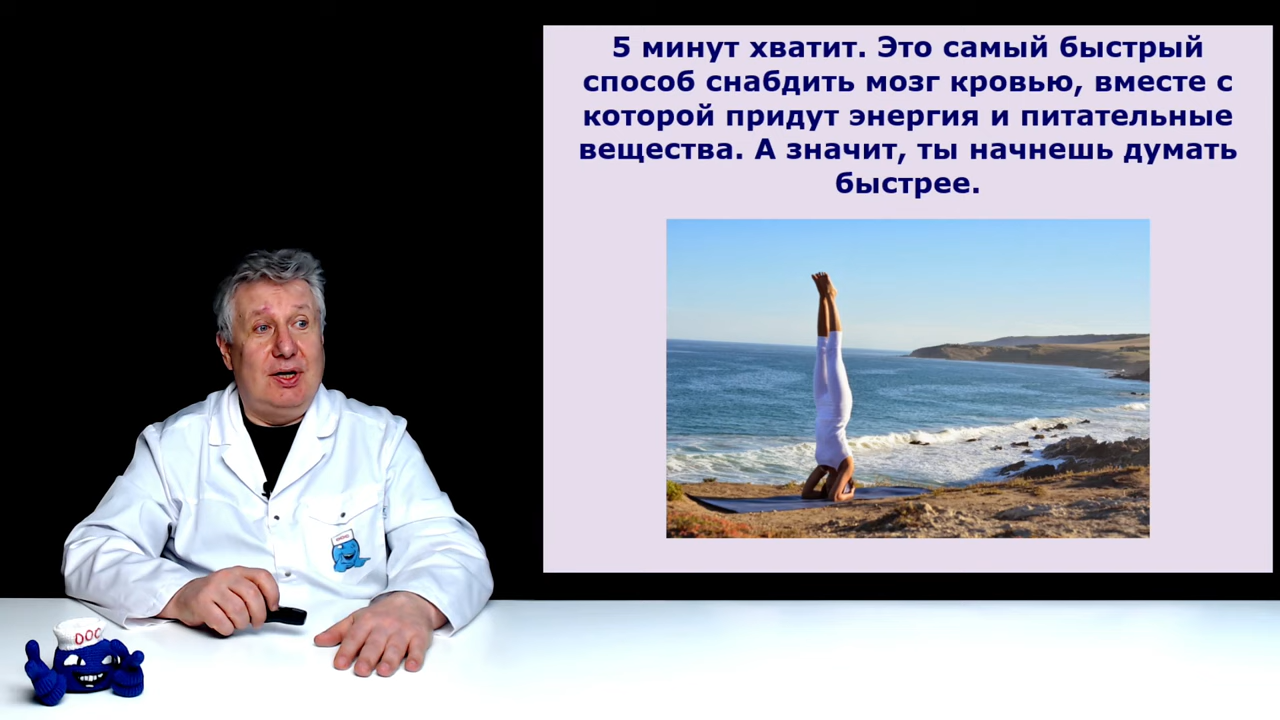 5 минут хватит. Это самый быстрый
способ снабдить мозг кровью, вместе с
которой придут энергия и питательные
вещества. А значит, ты начнешь думать
быстрее.
DOC